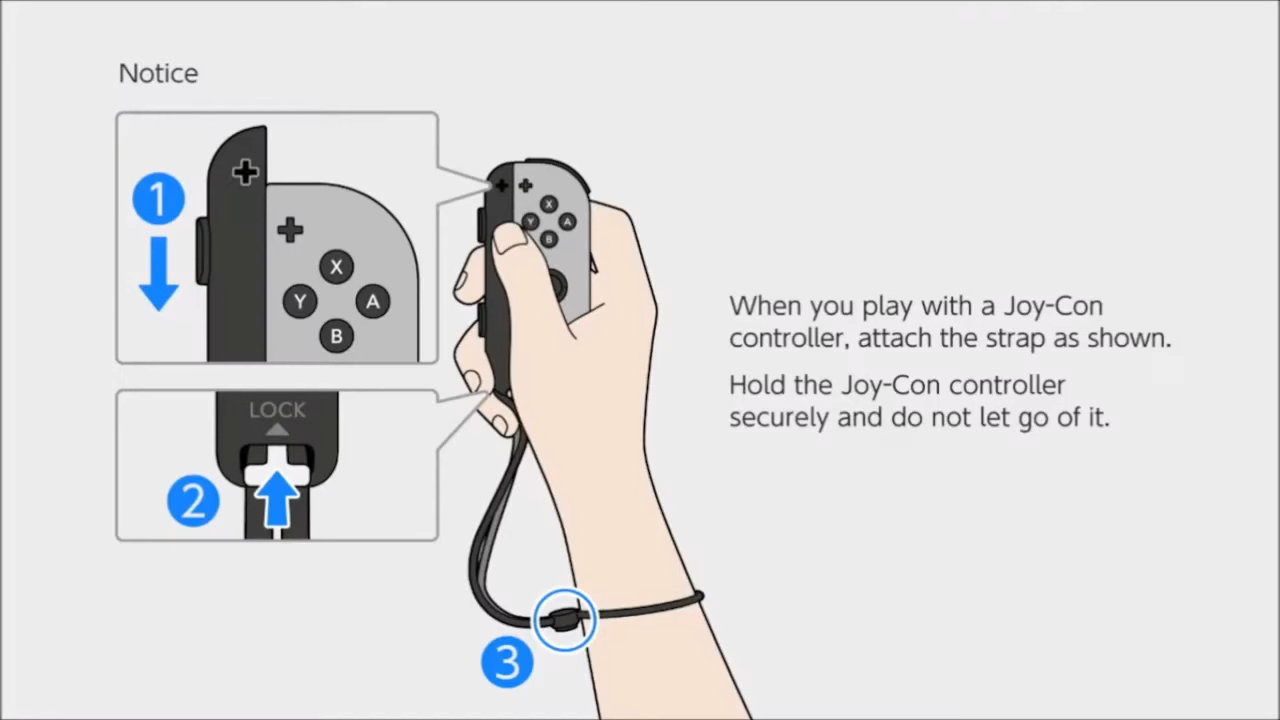 Notice
1
+
+
X
Y
A
B
LOCK
2
+
+
X
Y
A
B
3
When you play with a Joy-Con
controller, attach the strap as shown.
Hold the Joy-Con controller
securely and do not let go of it.